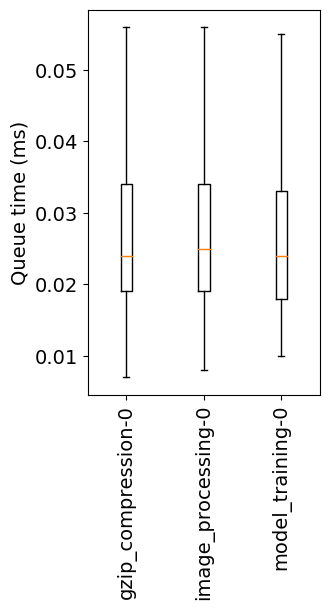 Queue time (ms)
0.05
0.04
0.03
0.02
0.01
gzip_compression-0
image_processing-0
model_training-0